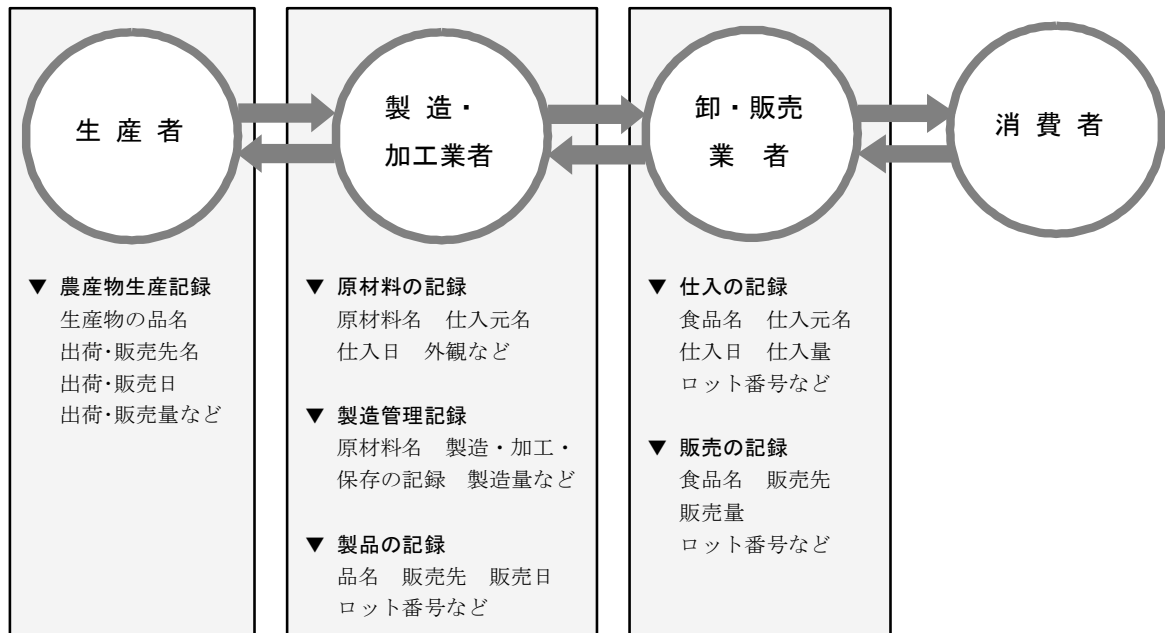 生産者
製造・
加工業者
卸・販売
業者
消費者
▼ 農産物生産記録
生産物の品名
出荷・販売先名
出荷・販売日
出荷・販売量など
▼ 原材料の記録
原材料名　仕入元名
仕入日　外観など
▼ 製造管理記録
原材料名　製造・加工・
保存の記録　製造量など
▼ 製品の記録
品名　販売先　販売日
ロット番号など
▼ 仕入の記録
食品名　仕入元名
仕入日　仕入量
ロット番号など
▼ 販売の記録
食品名　販売先
販売量
ロット番号など